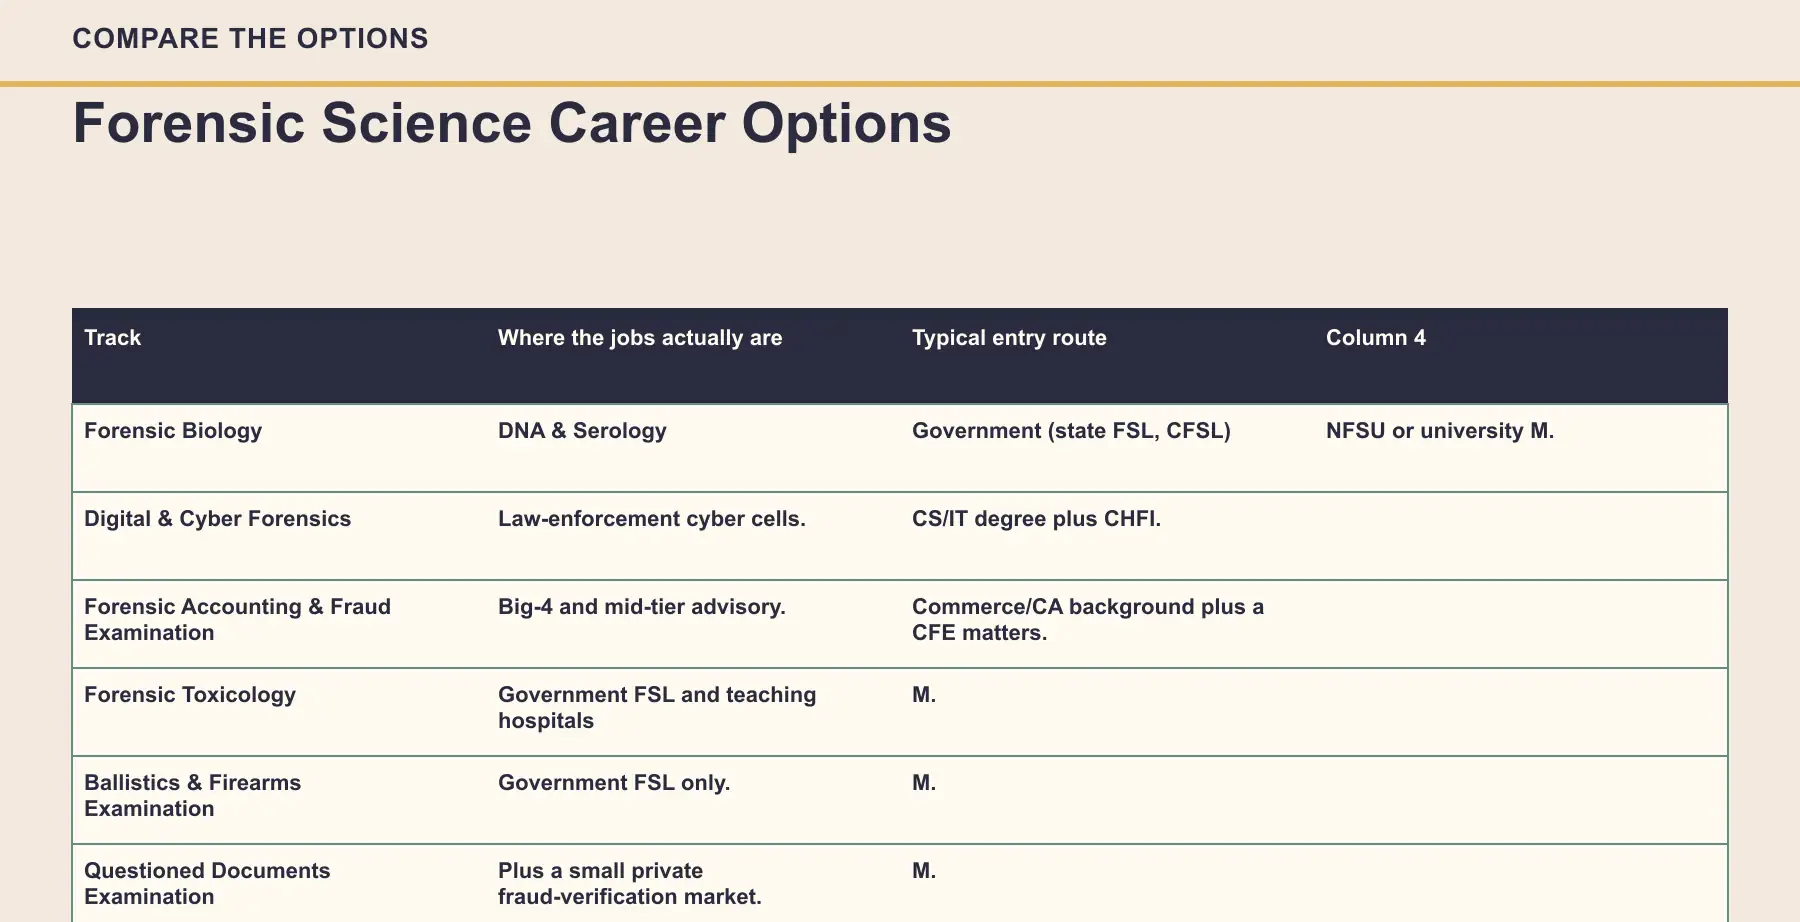 COMPARE THE OPTIONS
Forensic Science Career Options
Track Where the jobs actually are Typical entry route Column 4
Forensic Biology DNA & Serology Government (state FSL, CFSL) NFSU or university M.
Digital & Cyber Forensics Law-enforcement cyber cells. CS/IT degree plus CHFI.
Forensic Accounting & Fraud Big-4 and mid-tier advisory. Commerce/CA background plus a
Examination CFE matters.
Forensic Toxicology Government FSL and teaching M.
hospitals
Ballistics & Firearms Government FSL only. M.
Examination
Questioned Documents Plus a small private M.
Examination fraud-verification market.